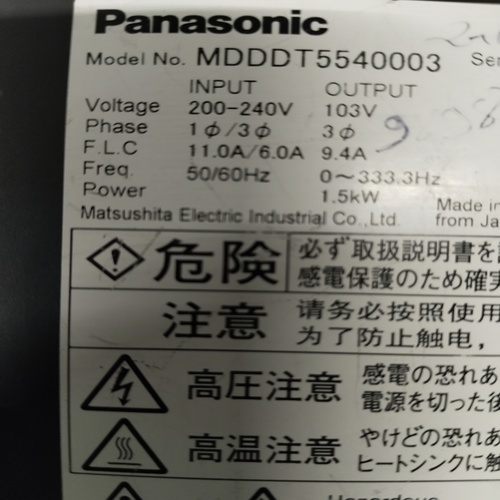 Panasonic
Model No. MDDDT5540003 Ser
INPUT OUTPUT
Voltage 200-240V 103V
Phase 1ϕ/3ϕ 3ϕ
F.L.C 11.0A/6.0A 9.4A
Freq. 50/60Hz 0~333.3Hz
Power 1.5kW
Made in
Matsushita Electric Industrial Co.,Ltd. from Ja
危険 必ず取扱説明書を
感電保護のため確実
注意 请务必按照使用
为了防止触电，
高圧注意 感電の恐れあ
電源を切った後
高温注意 やけどの恐れあ
ヒートシンクに触